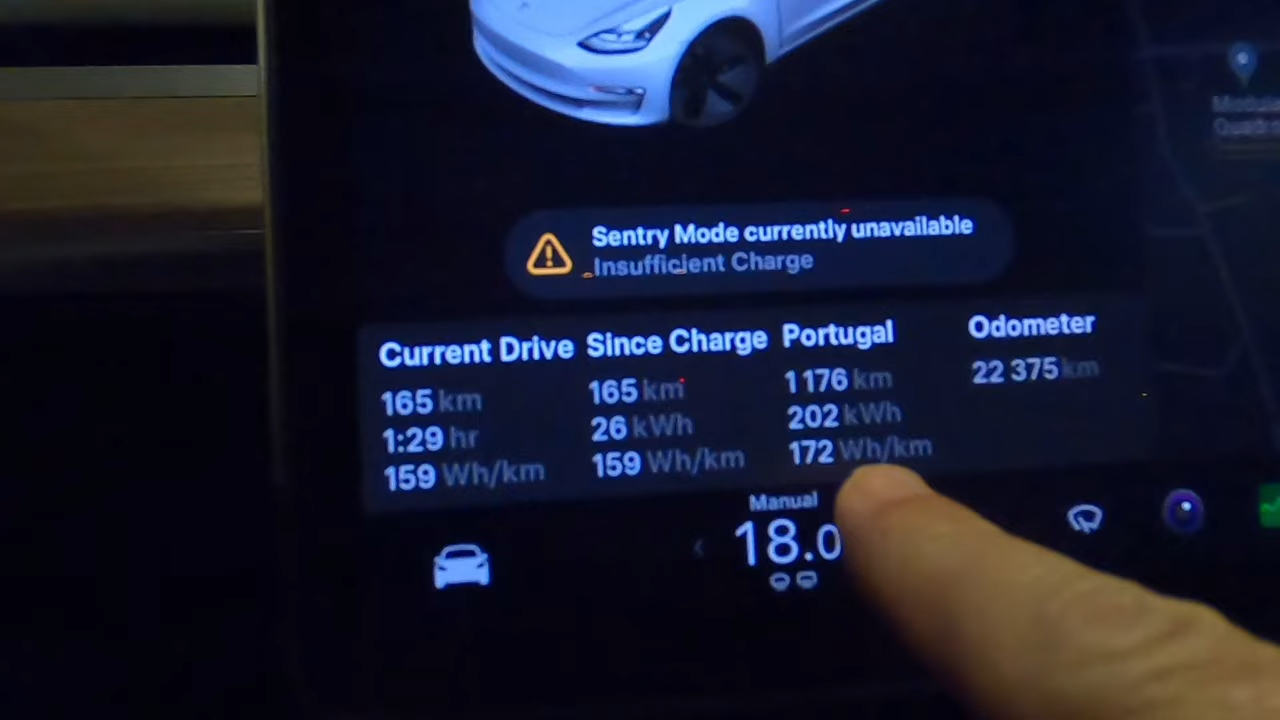 Sentry Mode currently unavailable
Insufficient Charge
Current Drive
165 km
1:29 hr
159 Wh/km
Since Charge
165 km
26 kWh
159 Wh/km
Portugal
1 176 km
202 kWh
172 Wh/km
Odometer
22 375 km
Manual
18.0